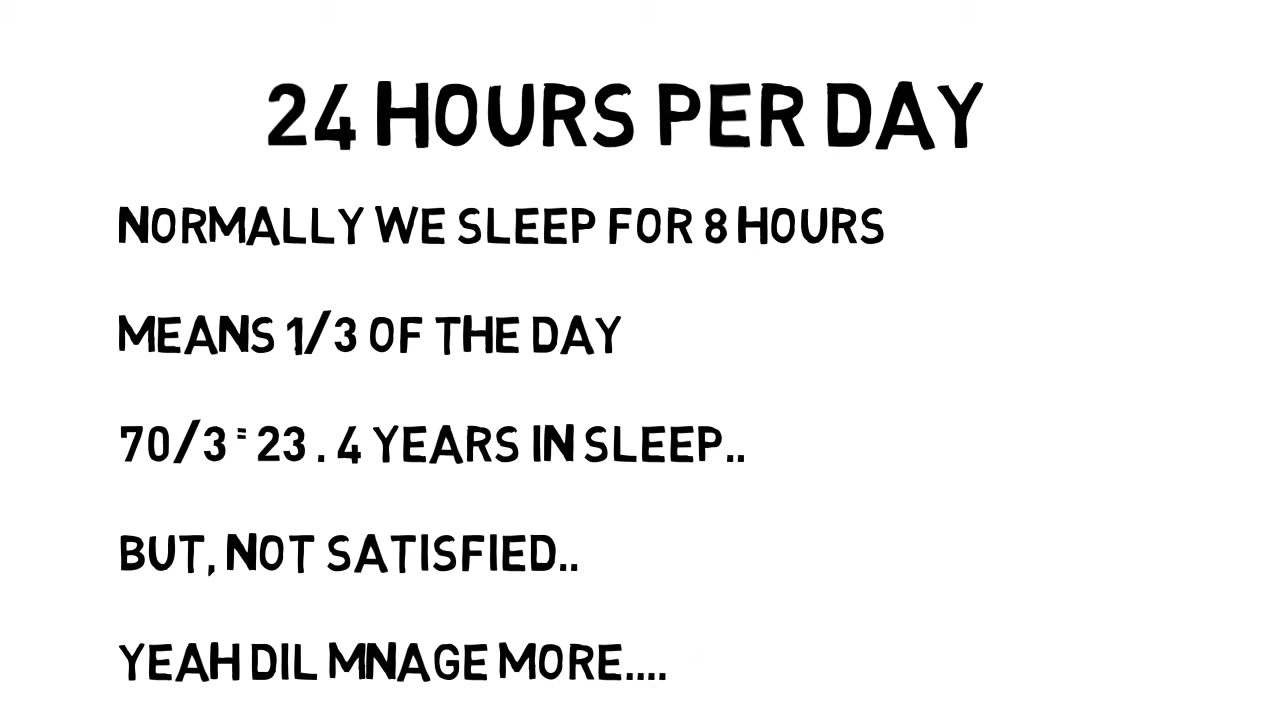 24 HOURS PER DAY
NORMALLY WE SLEEP FOR 8 HOURS
MEANS 1/3 OF THE DAY
70/3 = 23.4 YEARS IN SLEEP..
BUT, NOT SATISFIED..
YEAH DIL MNAGE MORE....